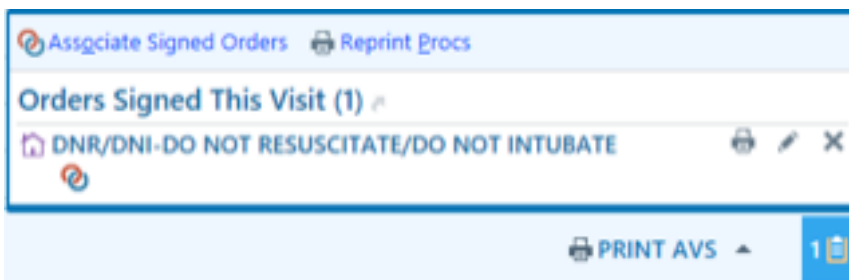 Associate Signed Orders Reprint Procs
Orders Signed This Visit (1)
DNR/DNI-DO NOT RESUSCITATE/DO NOT INTUBATE
PRINT AVS 1